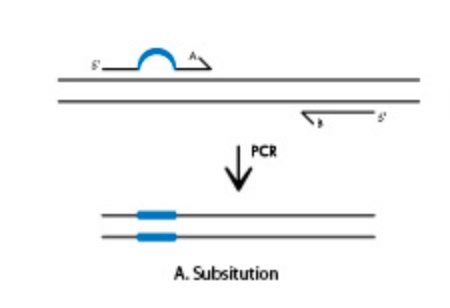 5' A
B 5'
PCR
A. Subsitution